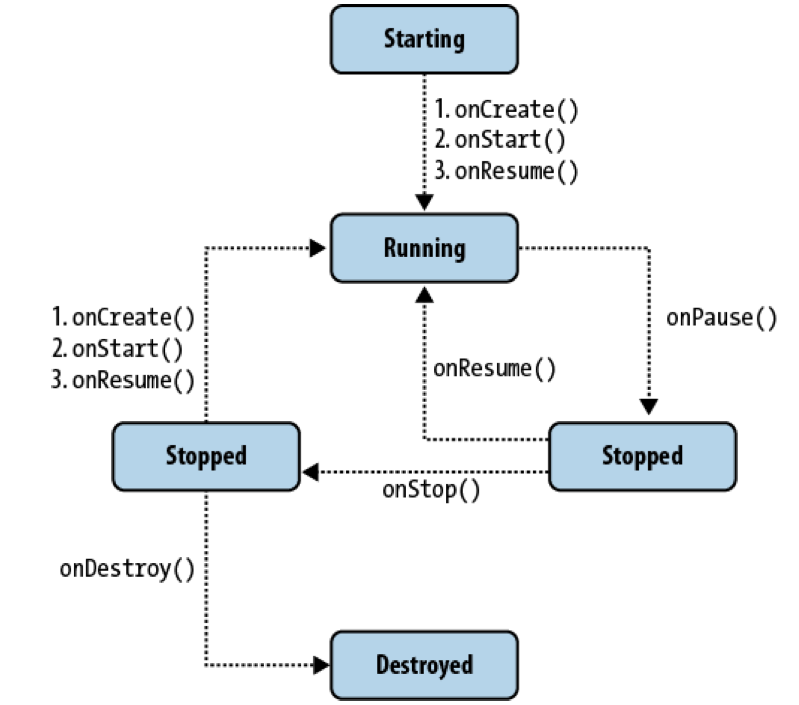 Starting
1. onCreate()
2. onStart()
3. onResume()
Running
1. onCreate()
2. onStart()
3. onResume()
onPause()
onResume()
Stopped
Stopped
onStop()
onDestroy()
Destroyed